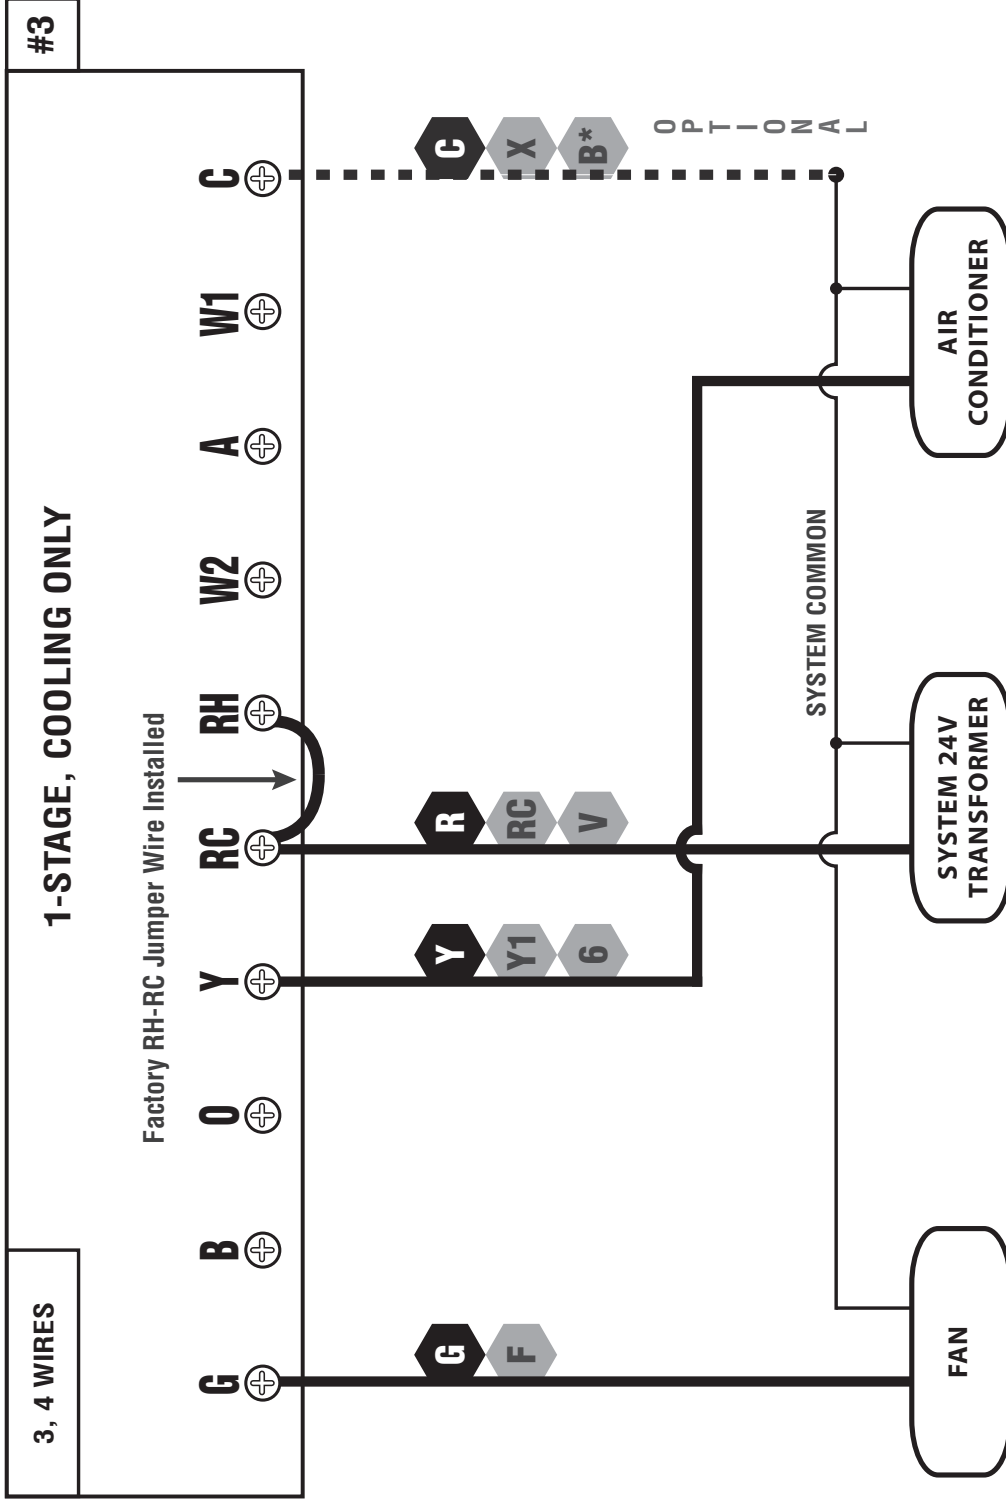 3, 4 WIRES
1-STAGE, COOLING ONLY
#3
Factory RH-RC Jumper Wire Installed
G B O Y RC RH W2 A W1 C
G
F
Y
Y1
6
R
RC
V
C
X
B*
OPTIONAL
SYSTEM COMMON
FAN
SYSTEM 24V
TRANSFORMER
AIR
CONDITIONER